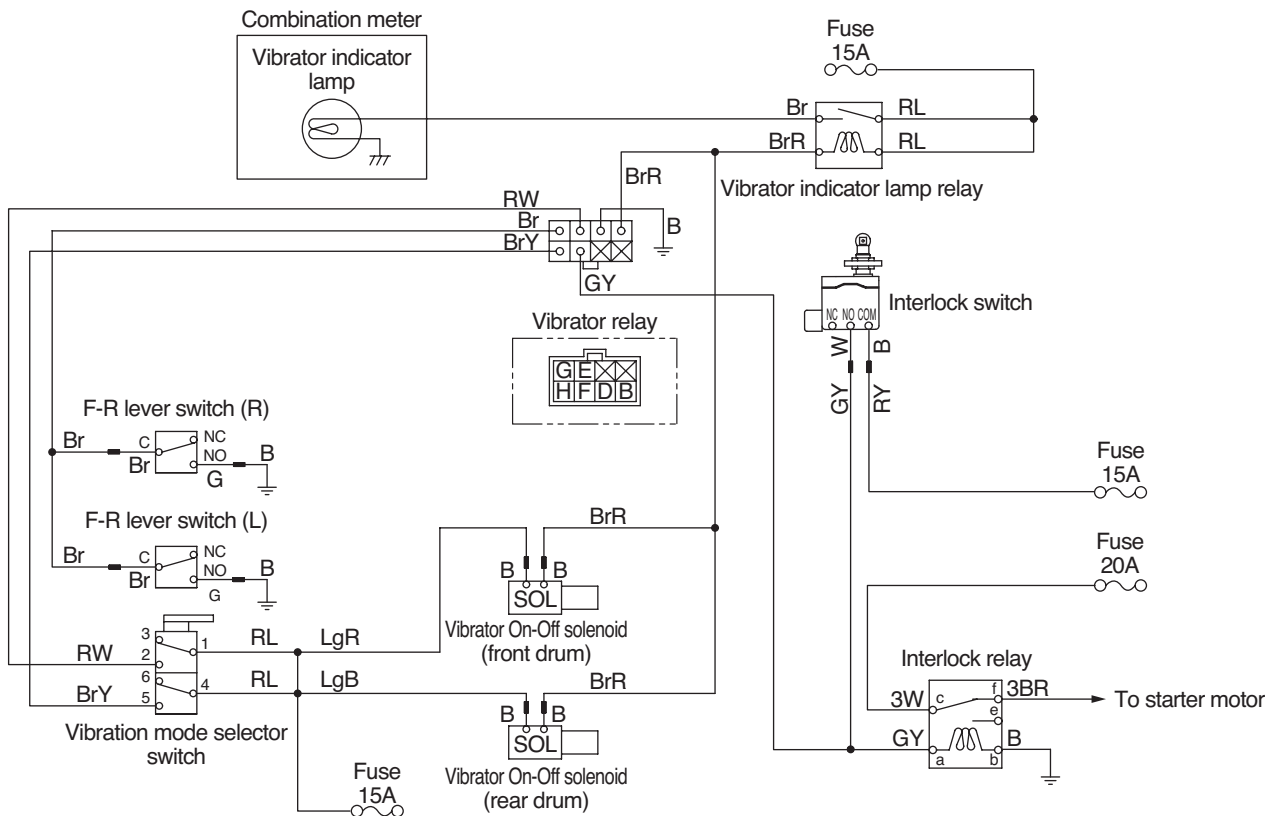 Combination meter
Vibrator indicator
lamp
Fuse
15A
Br
RL
BrR
RL
Vibrator indicator lamp relay
BrR
RW
Br
BrY
B
GY
Vibrator relay
G E
H F D B
Interlock switch
NC NO COM
W
B
GY
RY
F-R lever switch (R)
Br
C
NC
NO
B
Br
G
F-R lever switch (L)
Br
C
NC
NO
B
Br
G
Fuse
15A
Fuse
20A
BrR
B
B
SOL
Vibrator On-Off solenoid
(front drum)
3
1
2
RW
RL
LgR
6
4
5
BrY
RL
LgB
BrR
Vibration mode selector
switch
B
B
SOL
Vibrator On-Off solenoid
(rear drum)
Fuse
15A
Interlock relay
3W
c
f
3BR
To starter motor
e
GY
B
a
b